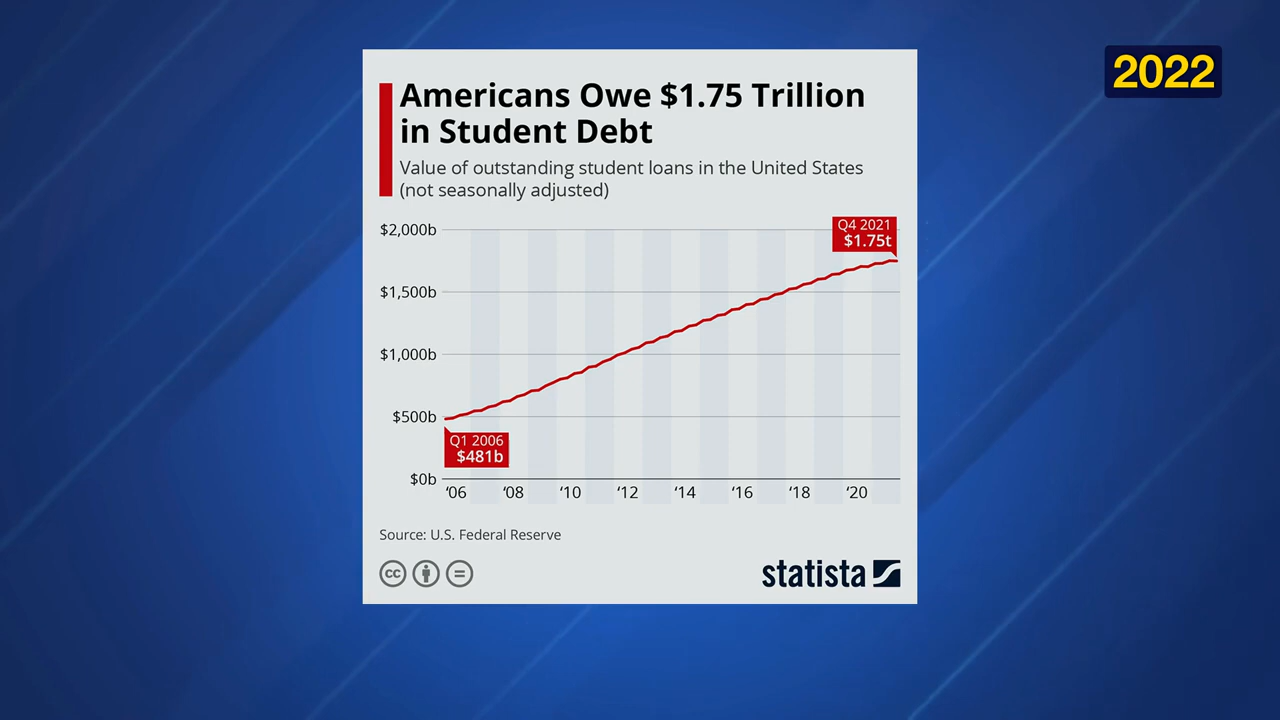 2022
Americans Owe $1.75 Trillion
in Student Debt
Value of outstanding student loans in the United States
(not seasonally adjusted)
$2,000b
Q4 2021
$1.75t
$1,500b
$1,000b
$500b
Q1 2006
$481b
$0b
‘06 ‘08 ‘10 ‘12 ‘14 ‘16 ‘18 ‘20
Source: U.S. Federal Reserve
cc
statista